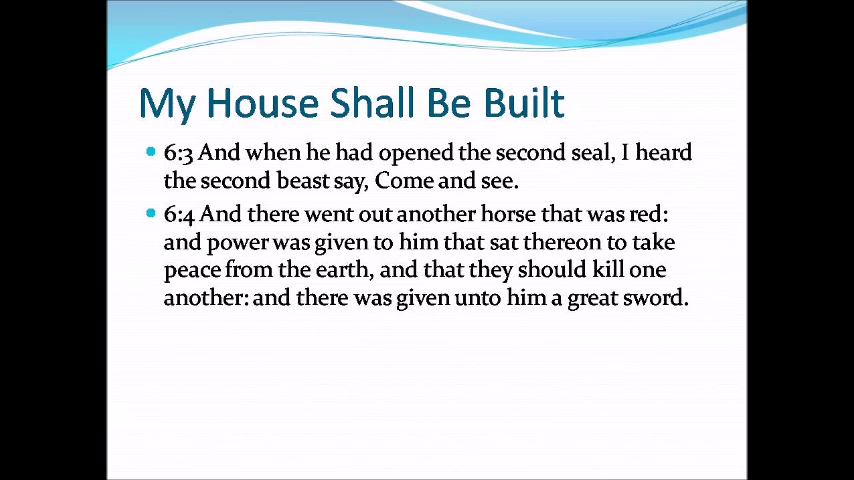 My House Shall Be Built
6:3 And when he had opened the second seal, I heard
the second beast say, Come and see.
6:4 And there went out another horse that was red:
and power was given to him that sat thereon to take
peace from the earth, and that they should kill one
another: and there was given unto him a great sword.